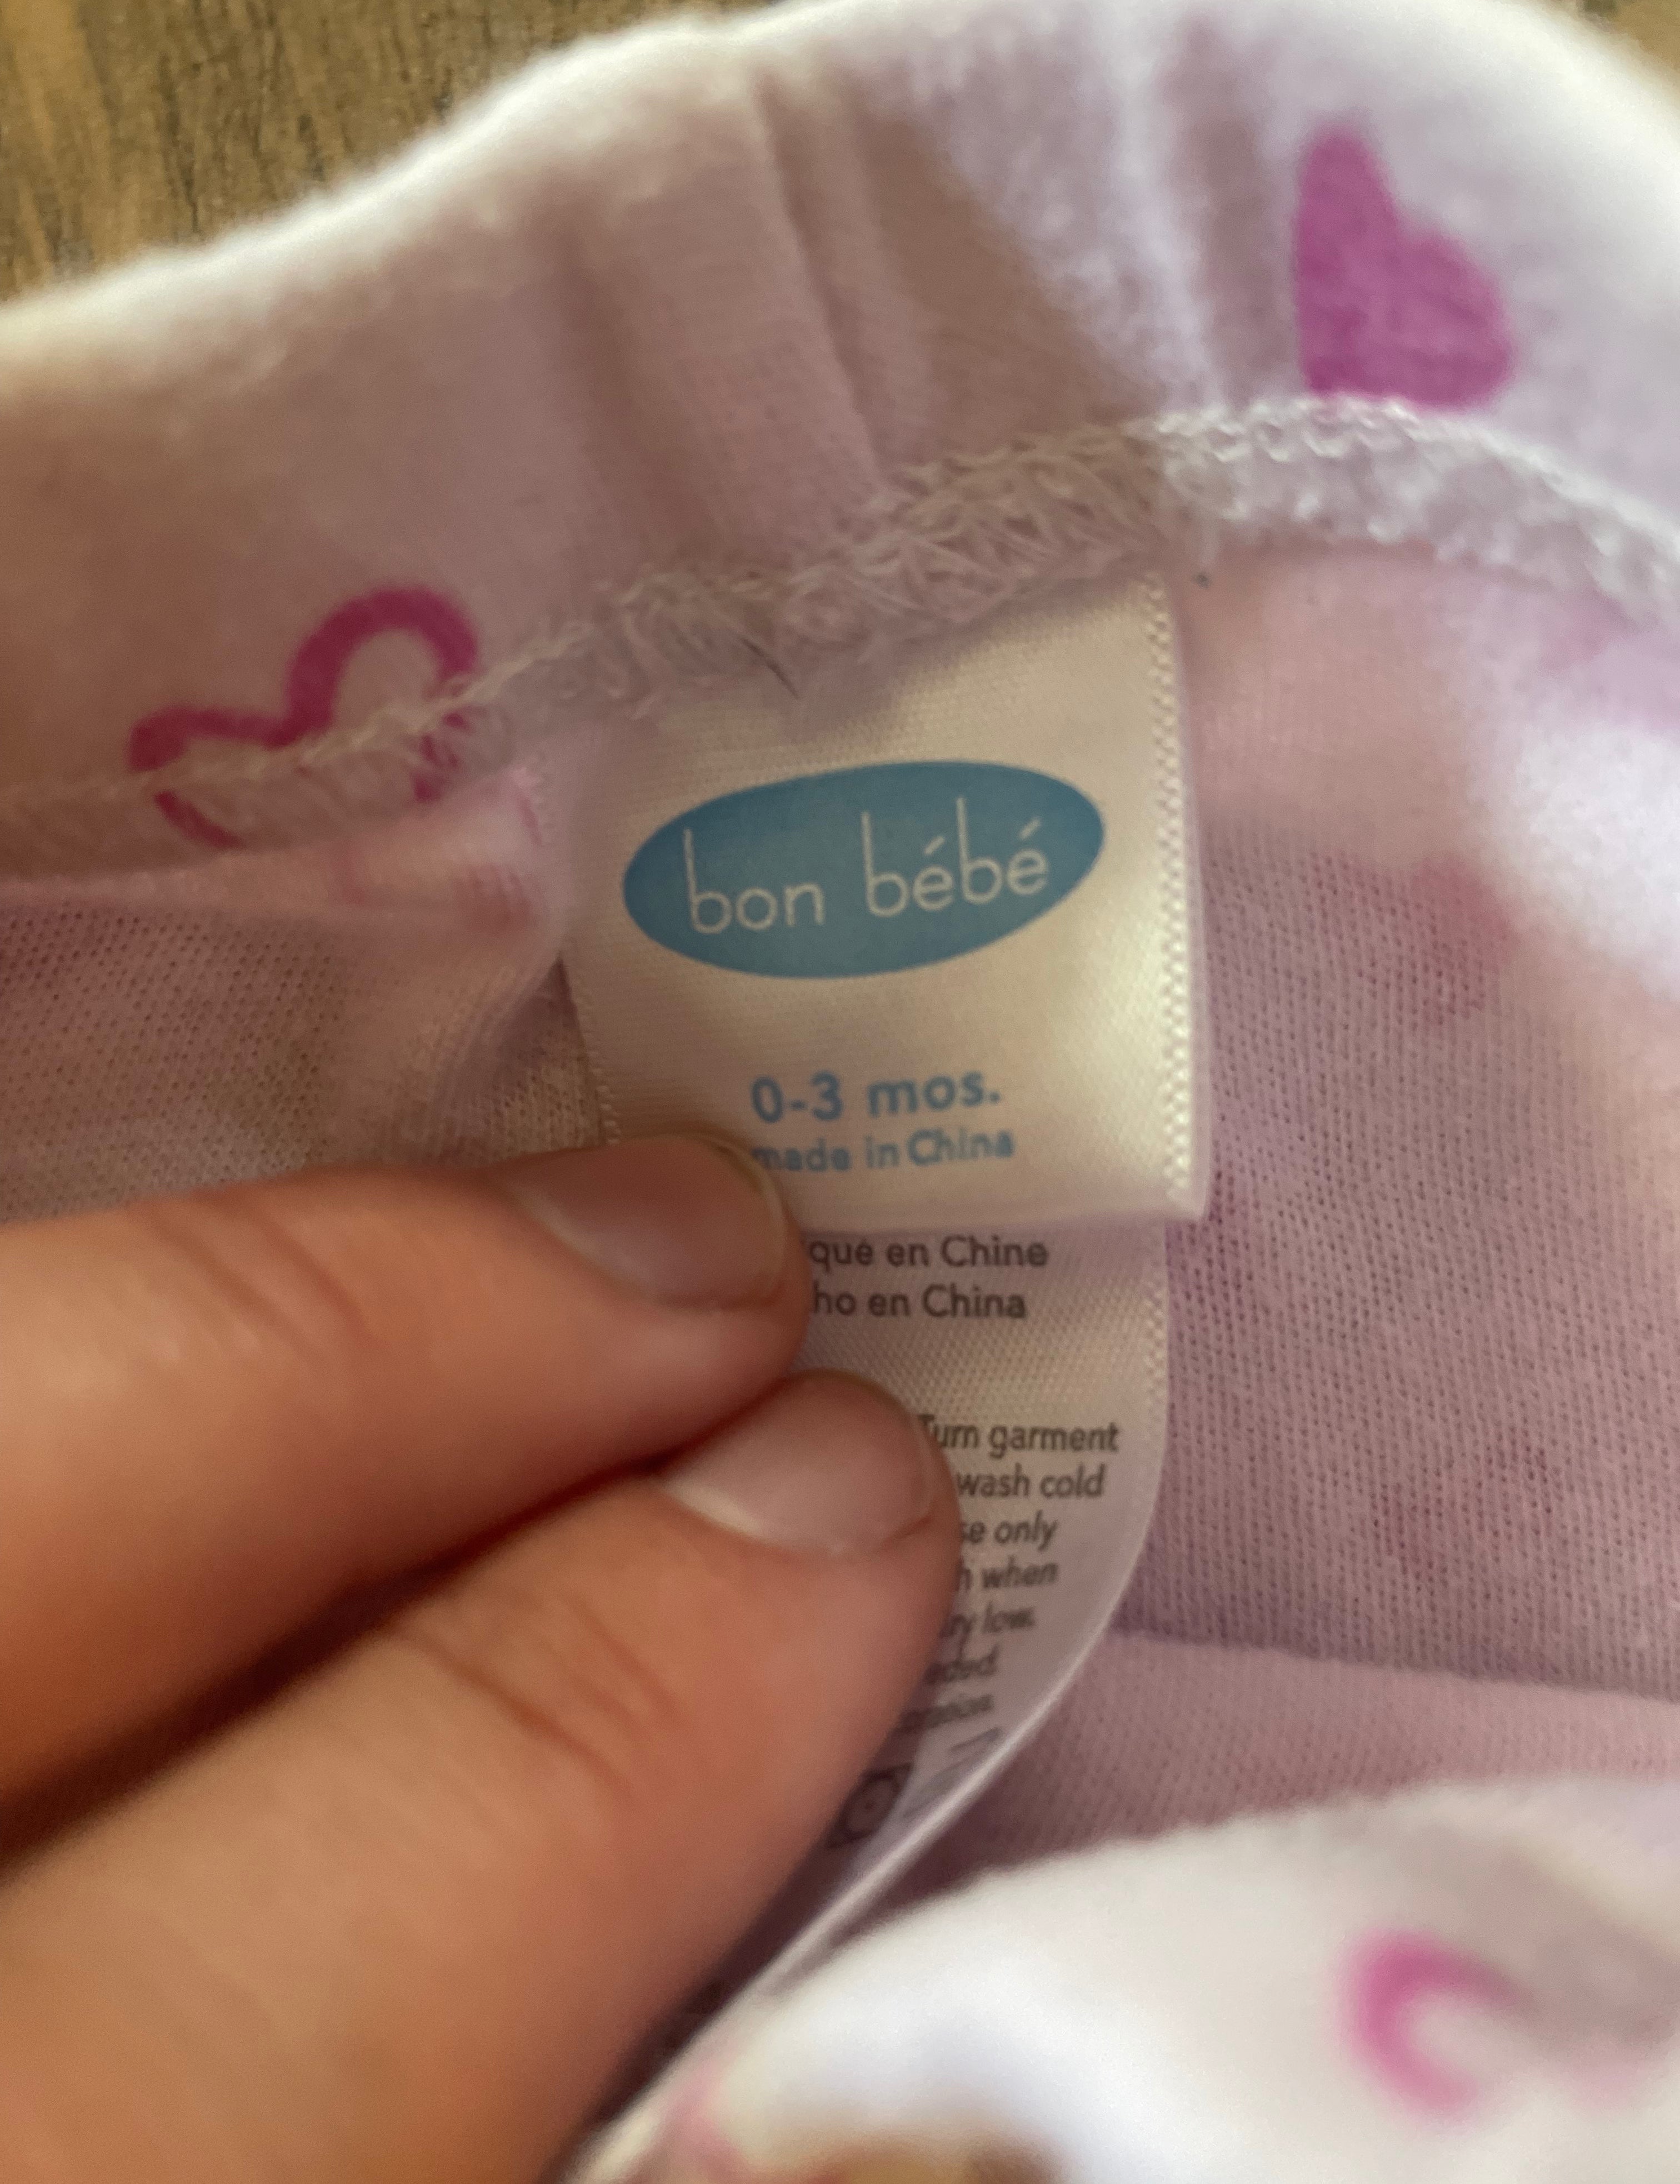 bon bébé
0-3 mos.
made in China
qué en Chine
ho en China
Turn garment
wash cold
se only
when
low.